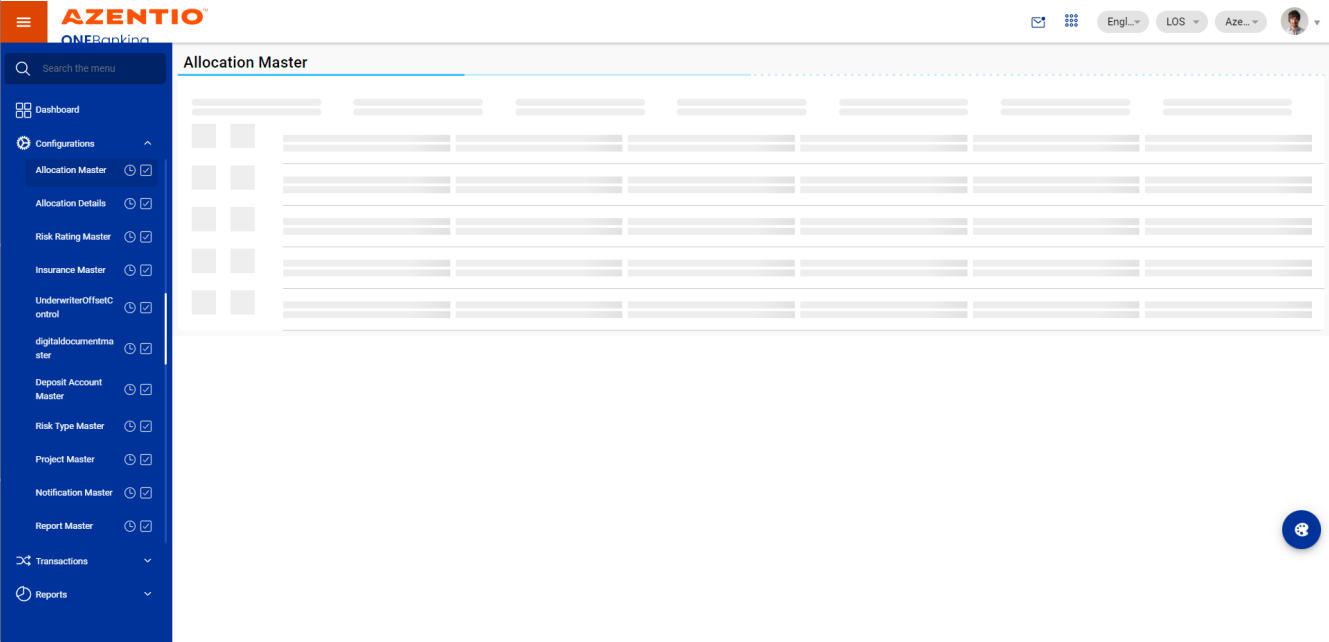 AZENTIO™
ONEBanking
Engl...
LOS
Aze...
Search the menu
Allocation Master
Dashboard
Configurations
Allocation Master
Allocation Details
Risk Rating Master
Insurance Master
UnderwriterOffsetC
ontrol
digitaldocumentma
ster
Deposit Account
Master
Risk Type Master
Project Master
Notification Master
Report Master
Transactions
Reports